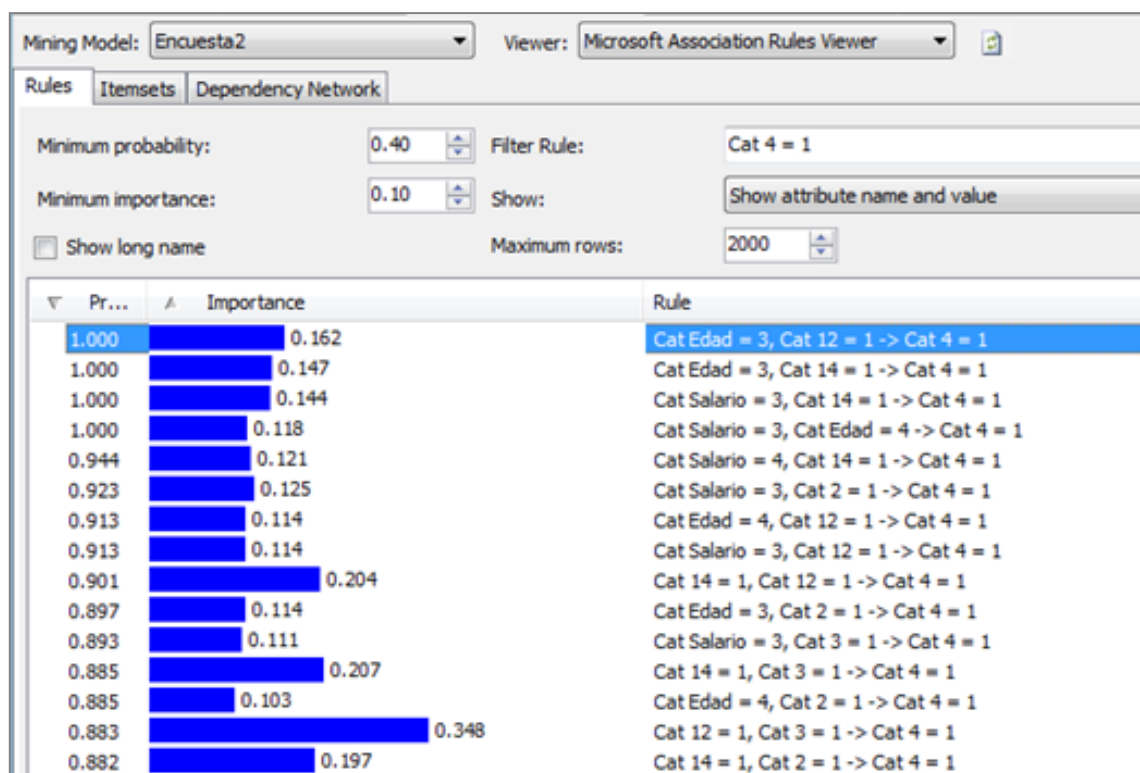 Mining Model: Encuesta2 Viewer: Microsoft Association Rules Viewer
Rules Itemsets Dependency Network
Minimum probability: 0.40 Filter Rule: Cat 4 = 1
Minimum importance: 0.10 Show: Show attribute name and value
Show long name Maximum rows: 2000
Pr... Importance Rule
1.000 0.162 Cat Edad = 3, Cat 12 = 1 -> Cat 4 = 1
1.000 0.147 Cat Edad = 3, Cat 14 = 1 -> Cat 4 = 1
1.000 0.144 Cat Salario = 3, Cat 14 = 1 -> Cat 4 = 1
1.000 0.118 Cat Salario = 3, Cat Edad = 4 -> Cat 4 = 1
0.944 0.121 Cat Salario = 4, Cat 14 = 1 -> Cat 4 = 1
0.923 0.125 Cat Salario = 3, Cat 2 = 1 -> Cat 4 = 1
0.913 0.114 Cat Edad = 4, Cat 12 = 1 -> Cat 4 = 1
0.913 0.114 Cat Salario = 3, Cat 12 = 1 -> Cat 4 = 1
0.901 0.204 Cat 14 = 1, Cat 12 = 1 -> Cat 4 = 1
0.897 0.114 Cat Edad = 3, Cat 2 = 1 -> Cat 4 = 1
0.893 0.111 Cat Salario = 3, Cat 3 = 1 -> Cat 4 = 1
0.885 0.207 Cat 14 = 1, Cat 3 = 1 -> Cat 4 = 1
0.885 0.103 Cat Edad = 4, Cat 2 = 1 -> Cat 4 = 1
0.883 0.348 Cat 12 = 1, Cat 3 = 1 -> Cat 4 = 1
0.882 0.197 Cat 14 = 1, Cat 2 = 1 -> Cat 4 = 1